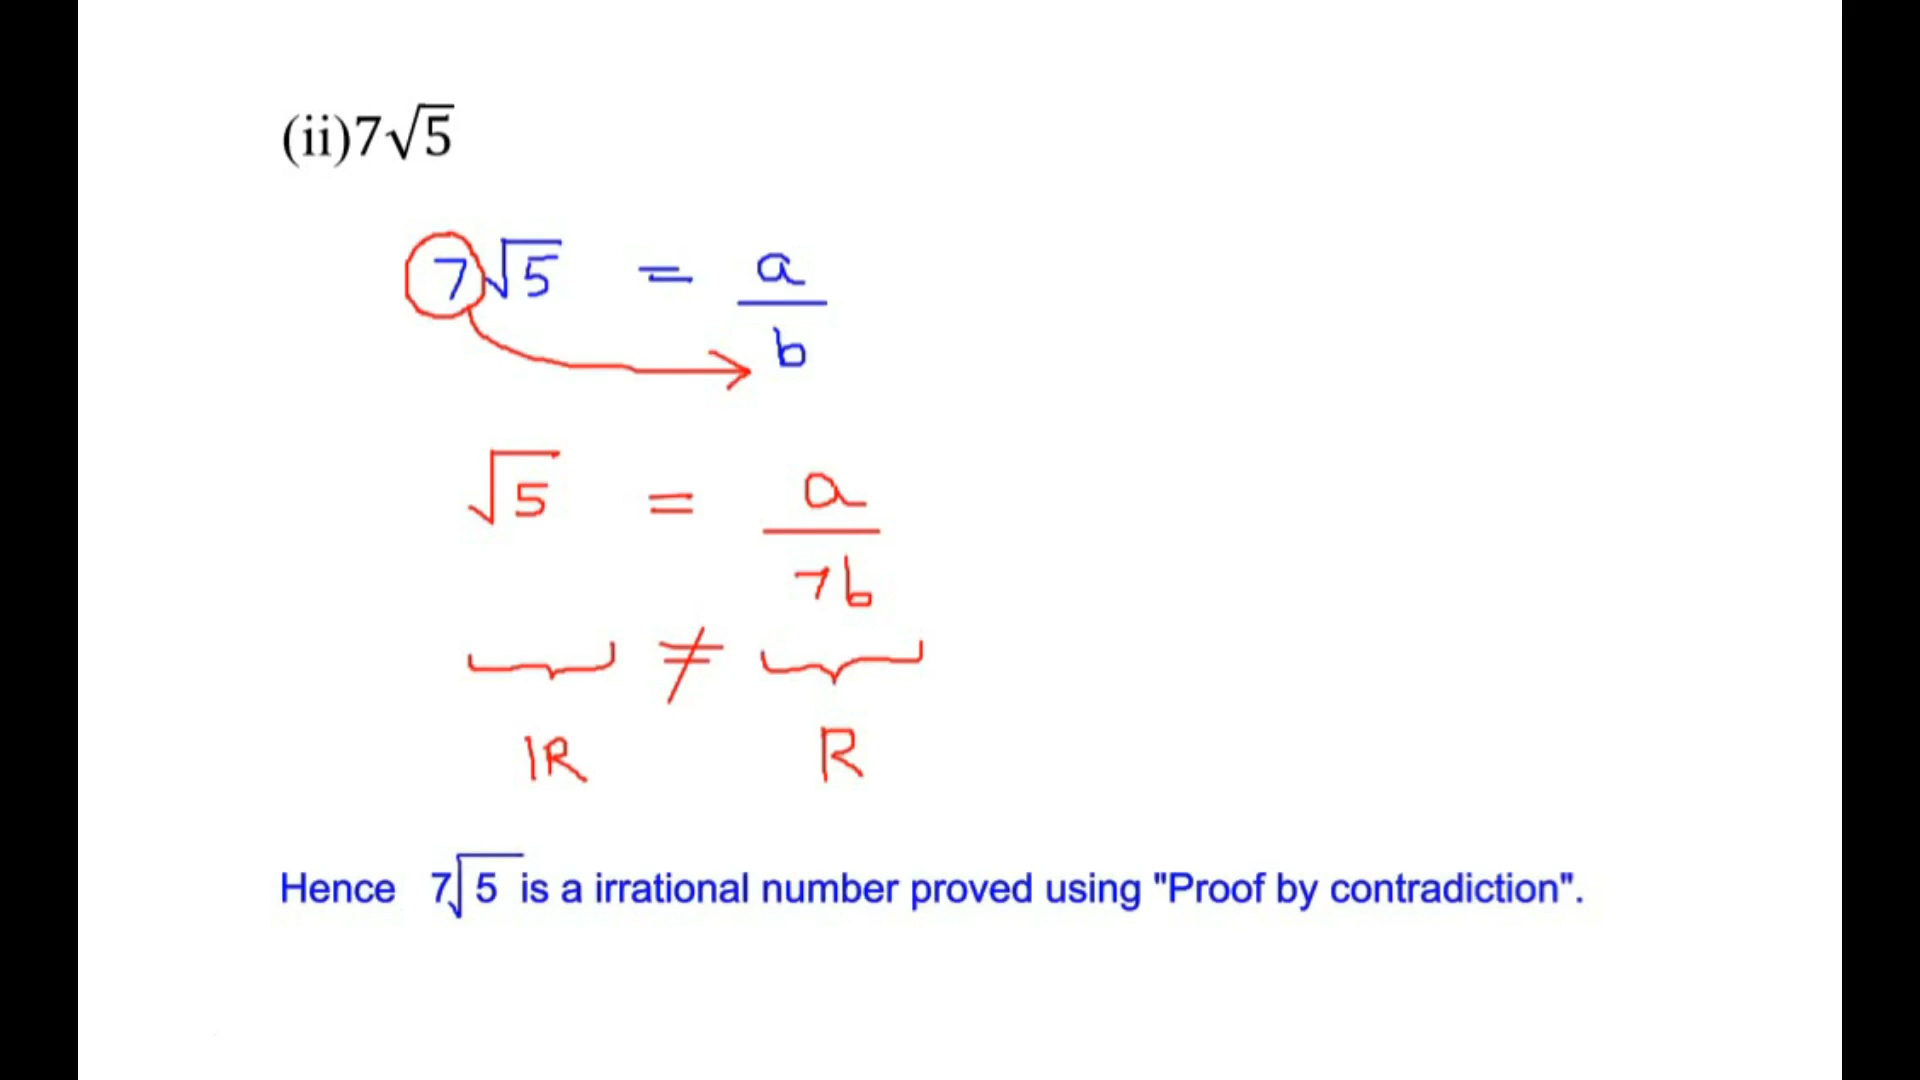 (ii)7√5
7√5 = a/b
√5 = a/7b
≠
IR R
Hence 7√5 is a irrational number proved using "Proof by contradiction".